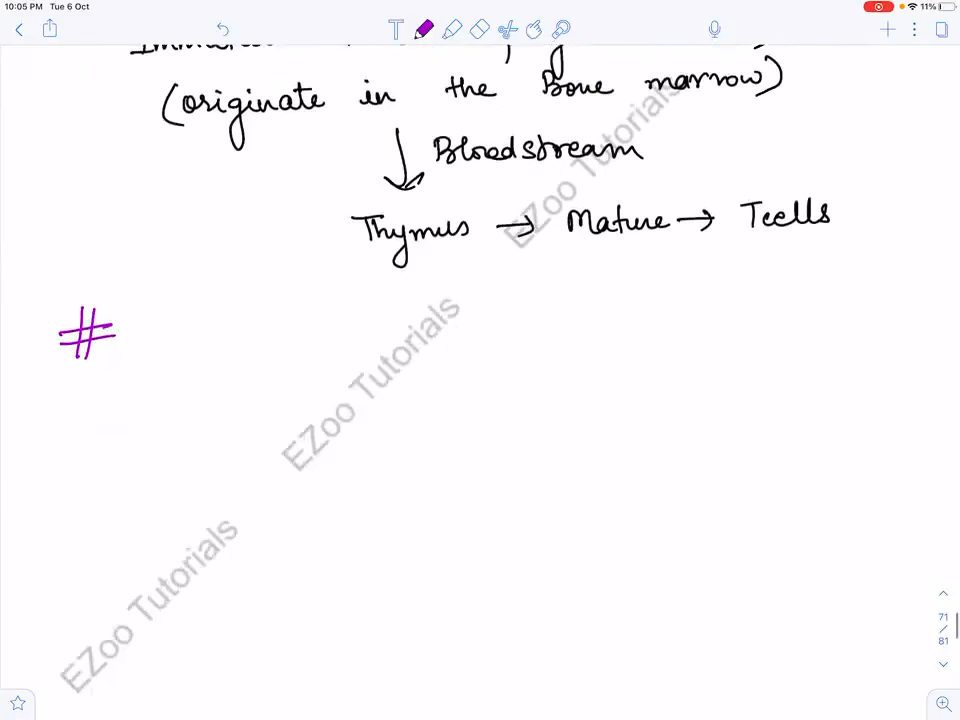 10:05 PM Tue 6 Oct
11%
(originate in the Bone marrow)
Bloodstream
Thymus → Mature → T cells
#
EZoo Tutorials
EZoo Tutorials
EZoo Tutorials
71
/
81